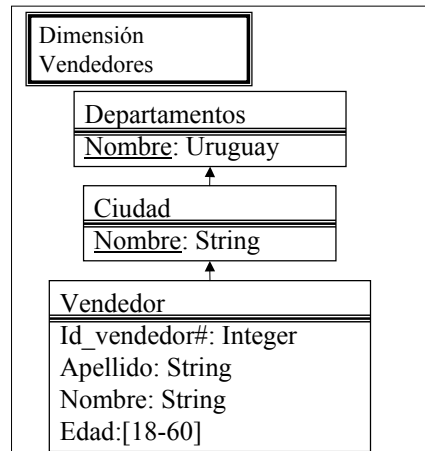 Dimensión
Vendedores
Departamentos
Nombre: Uruguay
Ciudad
Nombre: String
Vendedor
Id_vendedor#: Integer
Apellido: String
Nombre: String
Edad:[18-60]